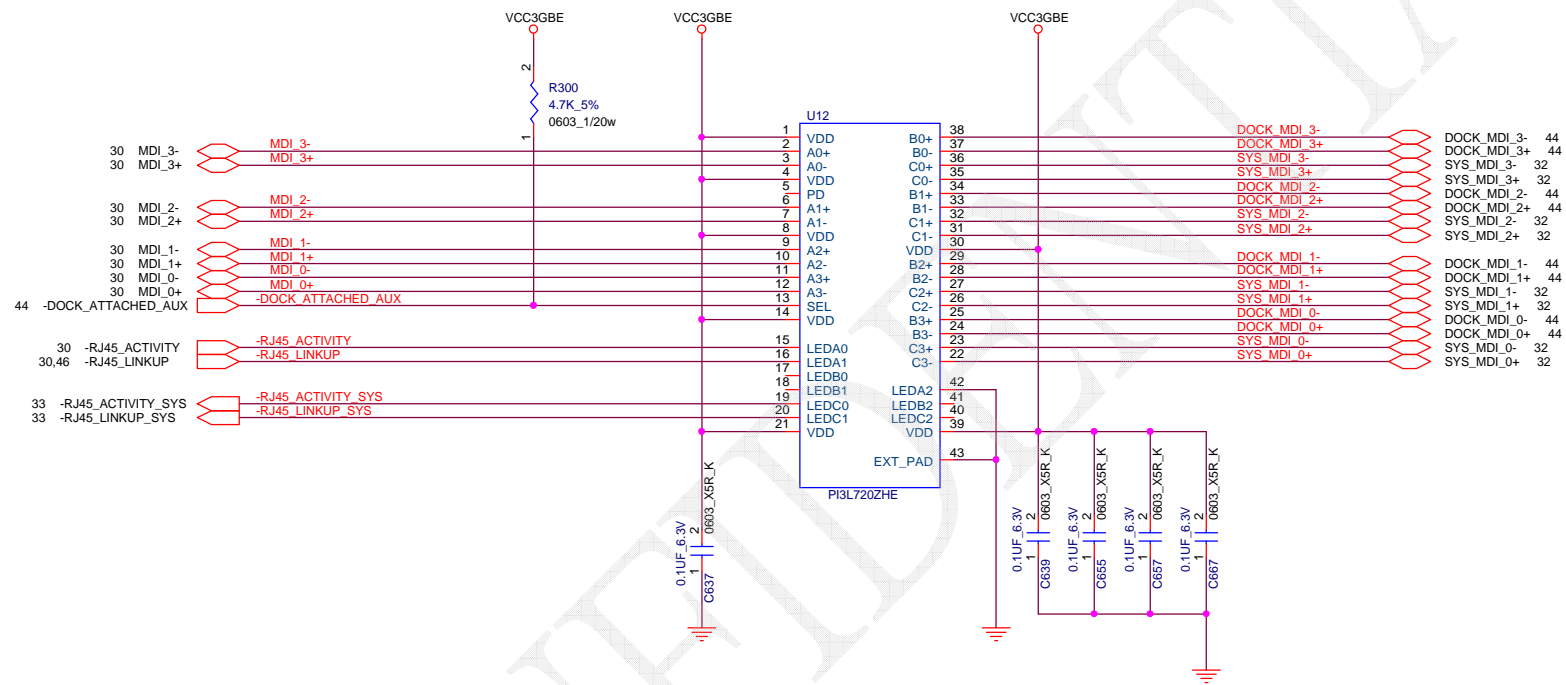 VCC3GBE
VCC3GBE
VCC3GBE
2
R300
4.7K_5%
0603_1/20w
1
U12
30 MDI_3-
MDI_3-
30 MDI_3+
MDI_3+
30 MDI_2-
MDI_2-
30 MDI_2+
MDI_2+
30 MDI_1-
MDI_1-
30 MDI_1+
MDI_1+
30 MDI_0-
MDI_0-
30 MDI_0+
MDI_0+
44 -DOCK_ATTACHED_AUX
-DOCK_ATTACHED_AUX
30 -RJ45_ACTIVITY
-RJ45_ACTIVITY
30,46 -RJ45_LINKUP
-RJ45_LINKUP
33 -RJ45_ACTIVITY_SYS
-RJ45_ACTIVITY_SYS
33 -RJ45_LINKUP_SYS
-RJ45_LINKUP_SYS
1 VDD
2 A0+
3 A0-
4 VDD
5 PD
6 A1+
7 A1-
8 VDD
9 A2+
10 A2-
11 A3+
12 A3-
13 SEL
14 VDD
15 LEDA0
16 LEDA1
17 LEDB0
18 LEDB1
19 LEDC0
20 LEDC1
21 VDD
B0+ 38
B0- 37
C0+ 36
C0- 35
B1+ 34
B1- 33
C1+ 32
C1- 31
VDD 30
B2+ 29
B2- 28
C2+ 27
C2- 26
B3+ 25
B3- 24
C3+ 23
C3- 22
LEDA2 42
LEDB2 41
LEDC2 40
VDD 39
EXT_PAD 43
PI3L720ZHE
DOCK_MDI_3-
DOCK_MDI_3- 44
DOCK_MDI_3+
DOCK_MDI_3+ 44
SYS_MDI_3-
SYS_MDI_3- 32
SYS_MDI_3+
SYS_MDI_3+ 32
DOCK_MDI_2-
DOCK_MDI_2- 44
DOCK_MDI_2+
DOCK_MDI_2+ 44
SYS_MDI_2-
SYS_MDI_2- 32
SYS_MDI_2+
SYS_MDI_2+ 32
DOCK_MDI_1-
DOCK_MDI_1- 44
DOCK_MDI_1+
DOCK_MDI_1+ 44
SYS_MDI_1-
SYS_MDI_1- 32
SYS_MDI_1+
SYS_MDI_1+ 32
DOCK_MDI_0-
DOCK_MDI_0- 44
DOCK_MDI_0+
DOCK_MDI_0+ 44
SYS_MDI_0-
SYS_MDI_0- 32
SYS_MDI_0+
SYS_MDI_0+ 32
0.1UF_6.3V
1 2
0603_X5R_K
C637
0.1UF_6.3V
1 2
0603_X5R_K
C639
0.1UF_6.3V
1 2
0603_X5R_K
C655
0.1UF_6.3V
1 2
0603_X5R_K
C657
0.1UF_6.3V
1 2
0603_X5R_K
C667